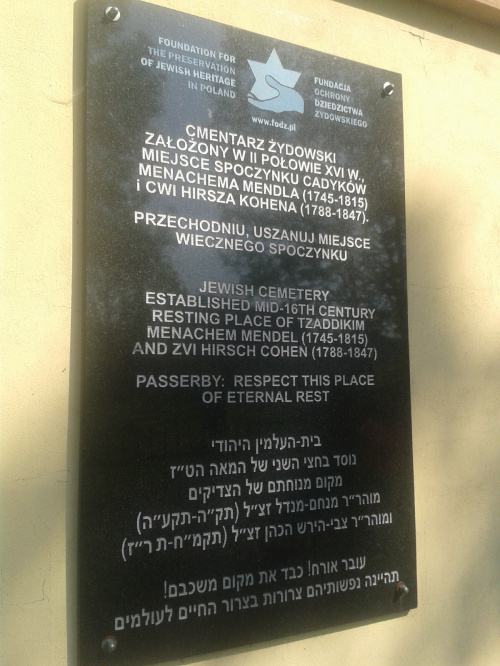 FOUNDATION FOR
THE PRESERVATION
OF JEWISH HERITAGE
IN POLAND
FUNDACJA
OCHRONY
DZIEDZICTWA
ŻYDOWSKIEGO
www.fodz.pl
CMENTARZ ŻYDOWSKI
ZAŁOŻONY W II POŁOWIE XVI W.,
MIEJSCE SPOCZYNKU CADYKÓW
MENACHEMA MENDLA (1745-1815)
i CWI HIRSZA KOHENA (1788-1847).
PRZECHODNIU, USZANUJ MIEJSCE
WIECZNEGO SPOCZYNKU
JEWISH CEMETERY
ESTABLISHED MID-16TH CENTURY
RESTING PLACE OF TZADDIKIM
MENACHEM MENDEL (1745-1815)
AND ZVI HIRSCH COHEN (1788-1847)
PASSERBY: RESPECT THIS PLACE
OF ETERNAL REST
בית-העלמין היהודי
נוסד בחצי השני של המאה הט״ז
מקום מנוחתם של הצדיקים
מוהר״ר מנחם-מנדל זצ״ל (תק״ה-תקע״ה)
ומוהר״ר צבי-הירש הכהן זצ״ל (תקמ״ח-ת ר״ז)
עובר אורח! כבד את מקום משכבם!
תהיינה נפשותיהם צרורות בצרור החיים לעולמים